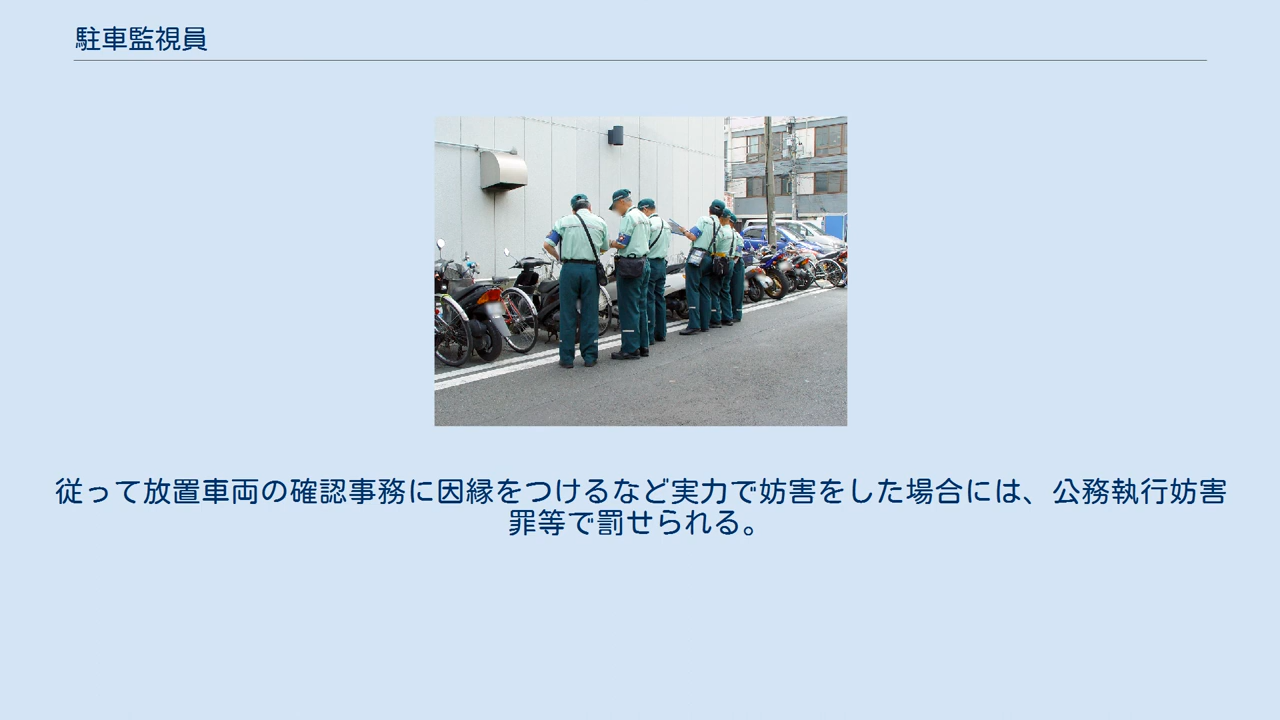 駐車監視員
従って放置車両の確認事務に因縁をつけるなど実力で妨害をした場合には、公務執行妨害
罪等で罰せられる。